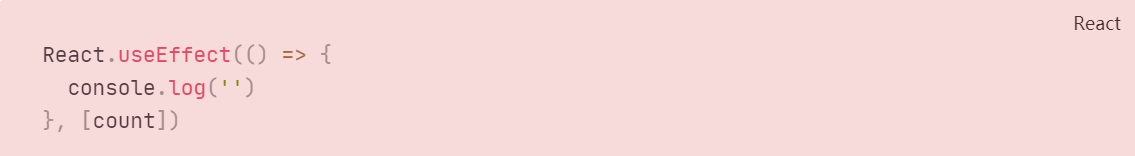 React
React.useEffect(() => {
  console.log('')
}, [count])